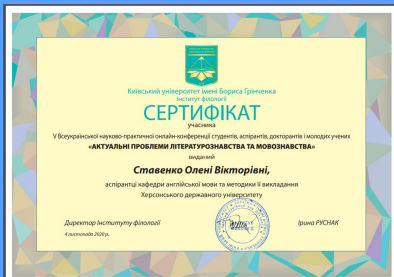 Київський університет імені Бориса Грінченка
Інститут філології
СЕРТИФІКАТ
учасника
V Всеукраїнської науково-практичної онлайн-конференції студентів, аспірантів, докторантів і молодих учених
«АКТУАЛЬНІ ПРОБЛЕМИ ЛІТЕРАТУРОЗНАВСТВА ТА МОВОЗНАВСТВА»
виданий
Ставенко Олені Вікторівні,
аспірантці кафедри англійської мови та методики її викладання
Херсонського державного університету
Директор Інституту філології
Ірина РУСНАК
4 листопада 2020 р.